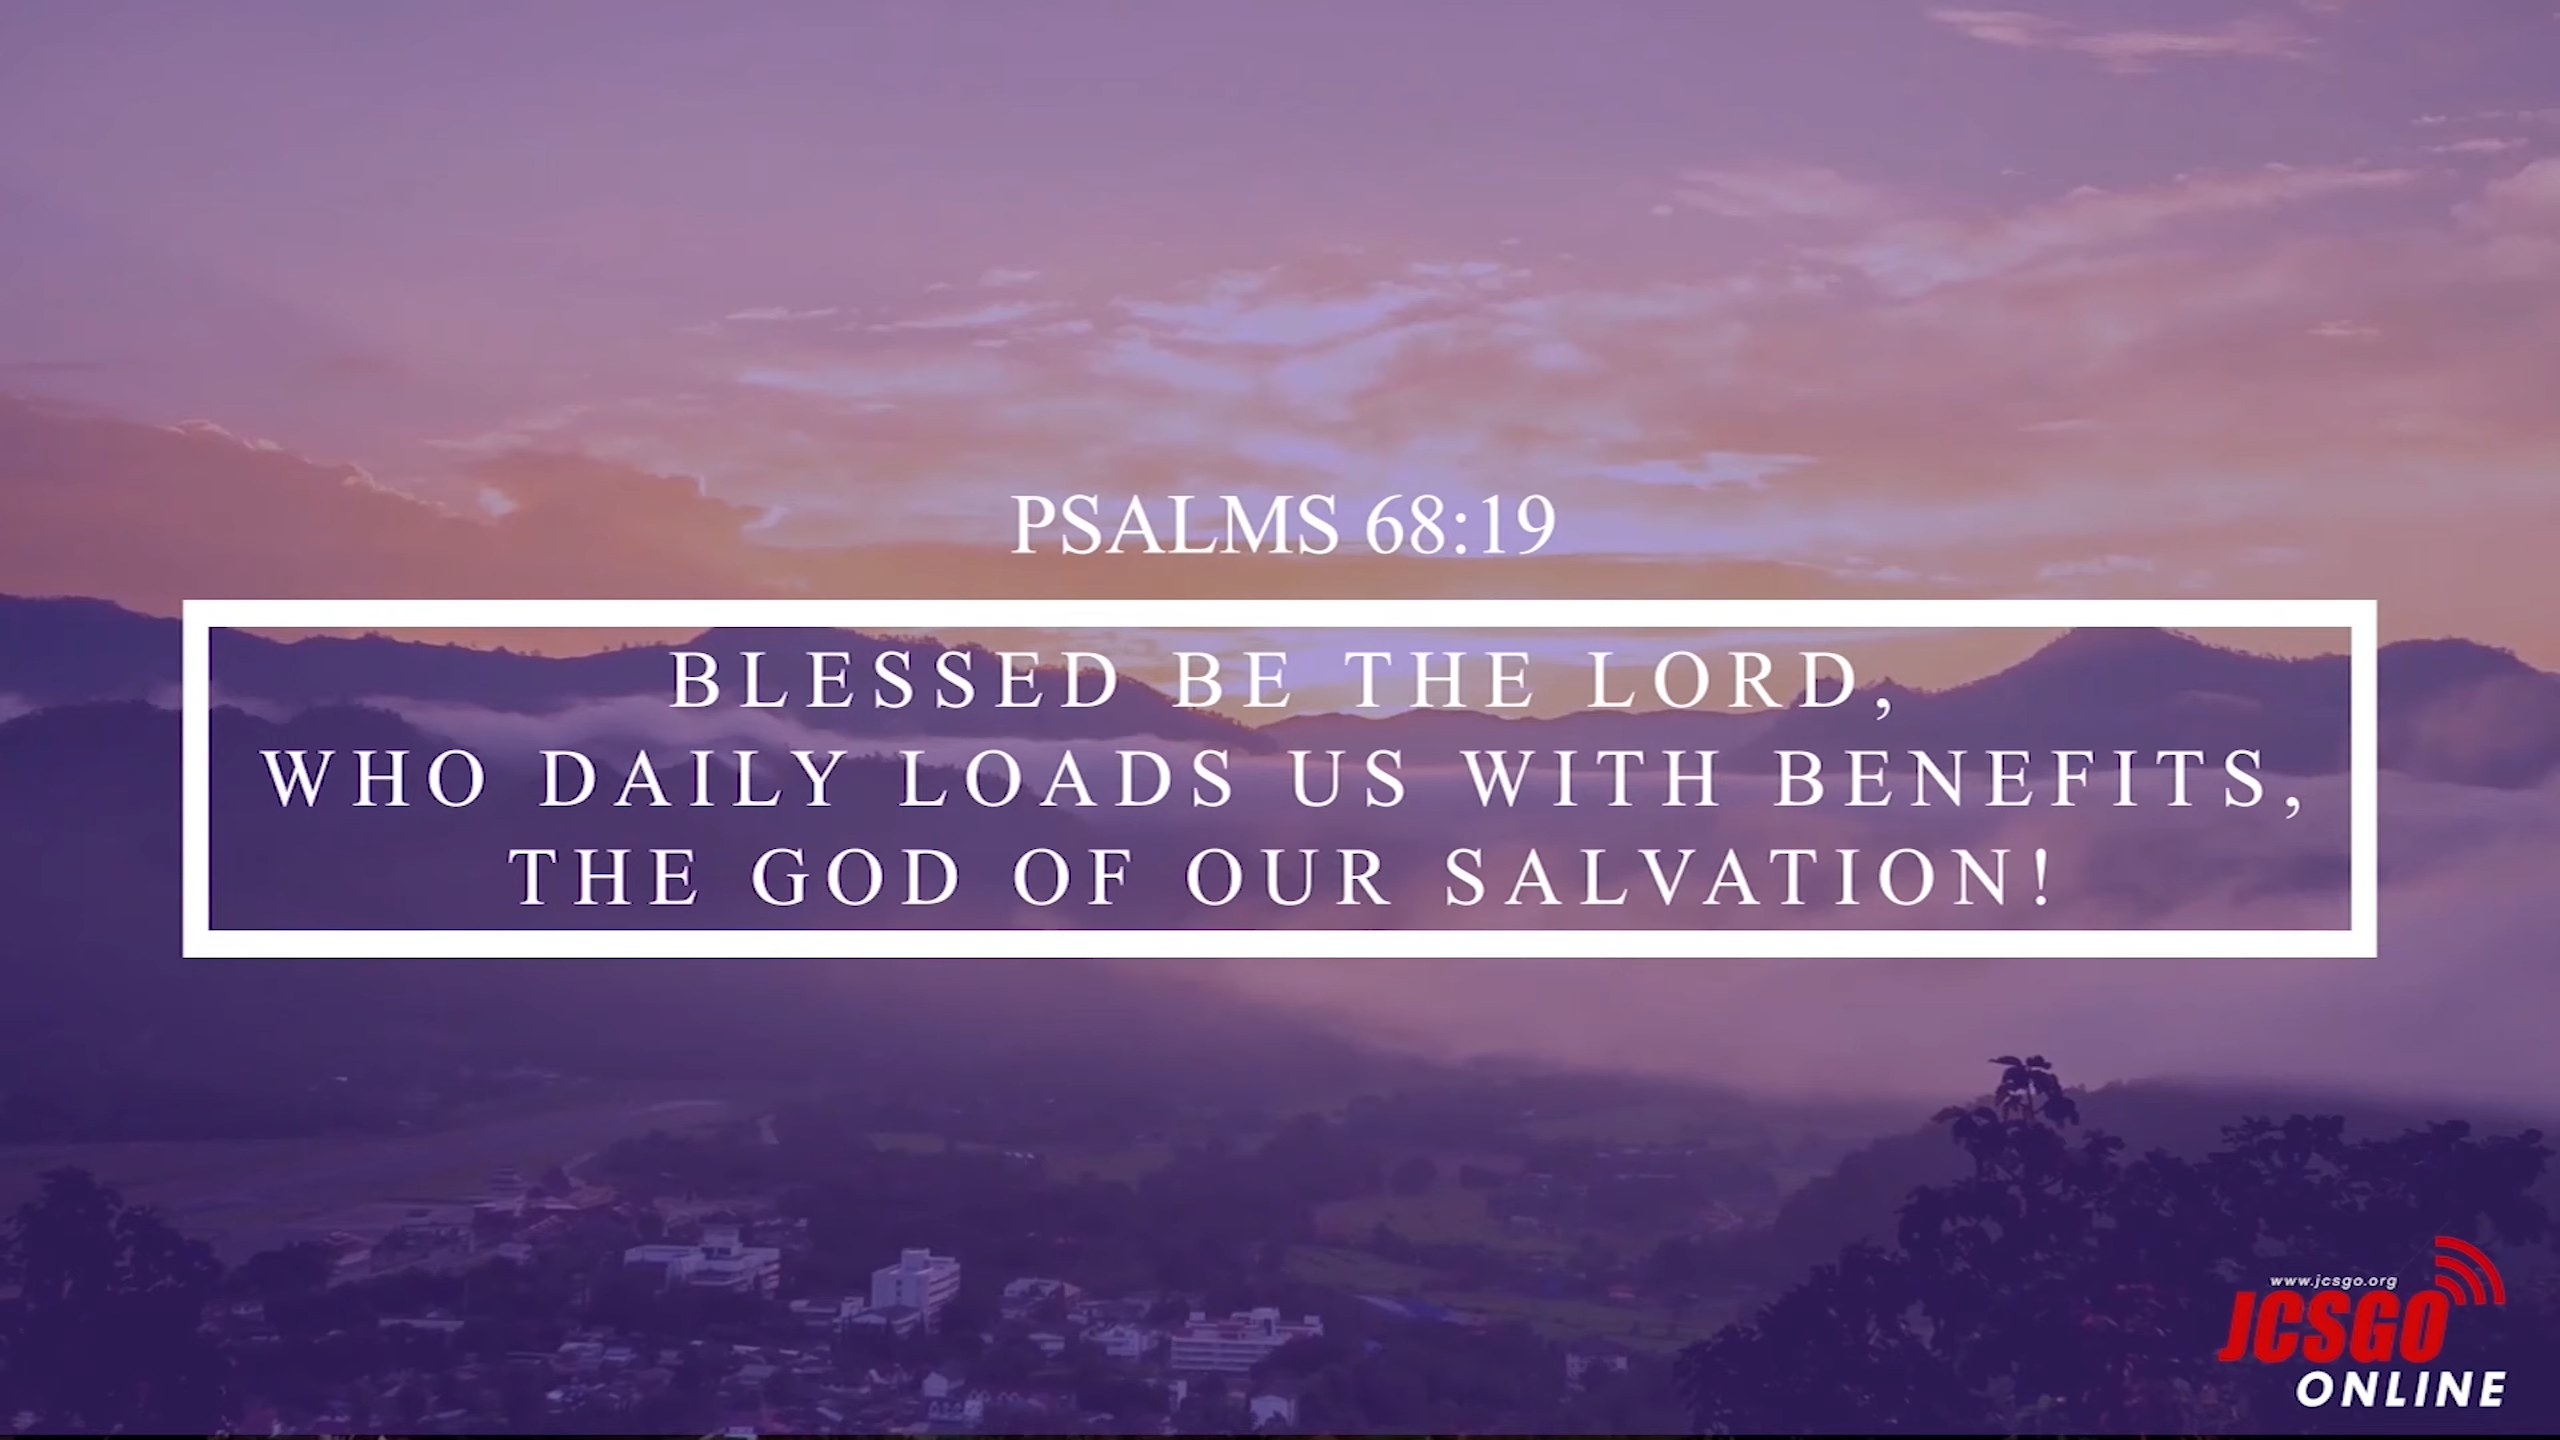 PSALMS 68:19
BLESSED BE THE LORD,
WHO DAILY LOADS US WITH BENEFITS,
THE GOD OF OUR SALVATION!
www.jcsgo.org
JCSGO
ONLINE